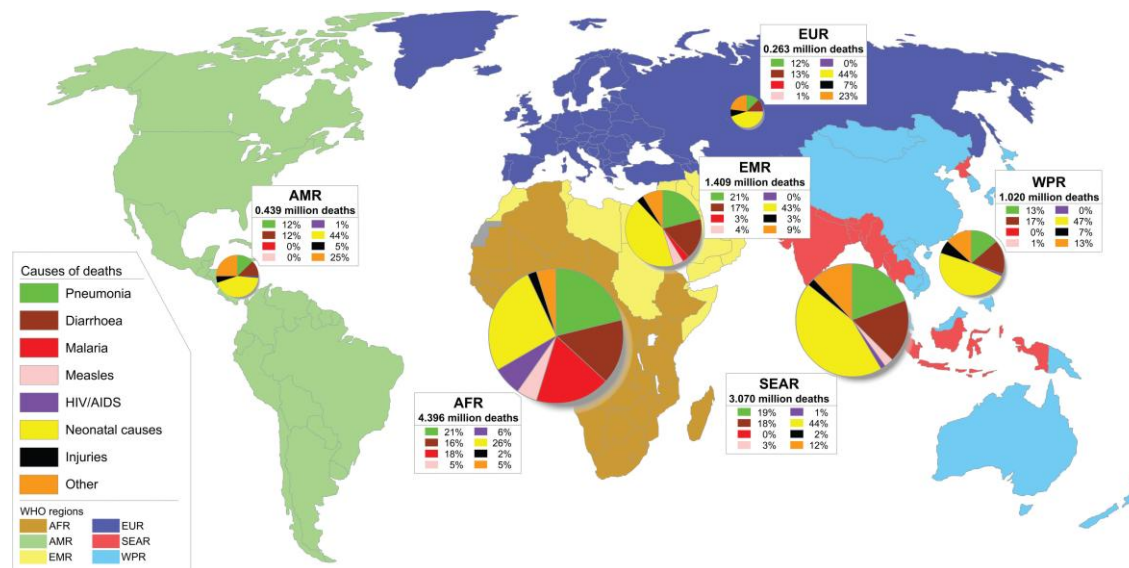 EUR
0.263 million deaths
12% 0%
13% 44%
0% 7%
1% 23%
EMR
1.409 million deaths
21% 0%
17% 43%
3% 3%
4% 9%
WPR
1.020 million deaths
13% 0%
17% 47%
0% 7%
1% 13%
AMR
0.439 million deaths
12% 1%
12% 44%
0% 5%
0% 25%
Causes of deaths
Pneumonia
Diarrhoea
Malaria
Measles
HIV/AIDS
Neonatal causes
Injuries
Other
WHO regions
AFR EUR
AMR SEAR
EMR WPR
AFR
4.396 million deaths
21% 6%
16% 26%
18% 2%
5% 5%
SEAR
3.070 million deaths
19% 1%
18% 44%
0% 2%
3% 12%